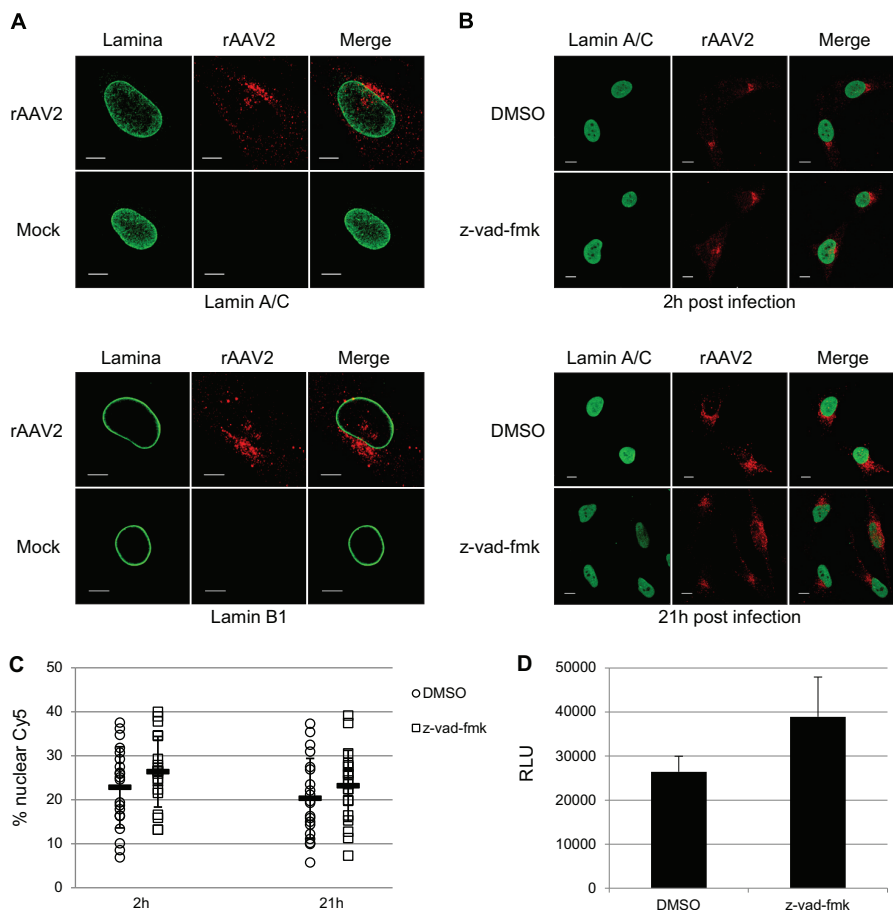 A
Lamina rAAV2 Merge
rAAV2
Mock
Lamin A/C
Lamina rAAV2 Merge
rAAV2
Mock
Lamin B1
B
Lamin A/C rAAV2 Merge
DMSO
z-vad-fmk
2h post infection
Lamin A/C rAAV2 Merge
DMSO
z-vad-fmk
21h post infection
C
% nuclear Cy5
50
40
30
20
10
0
2h 21h
DMSO
z-vad-fmk
D
RLU
50000
40000
30000
20000
10000
0
DMSO z-vad-fmk